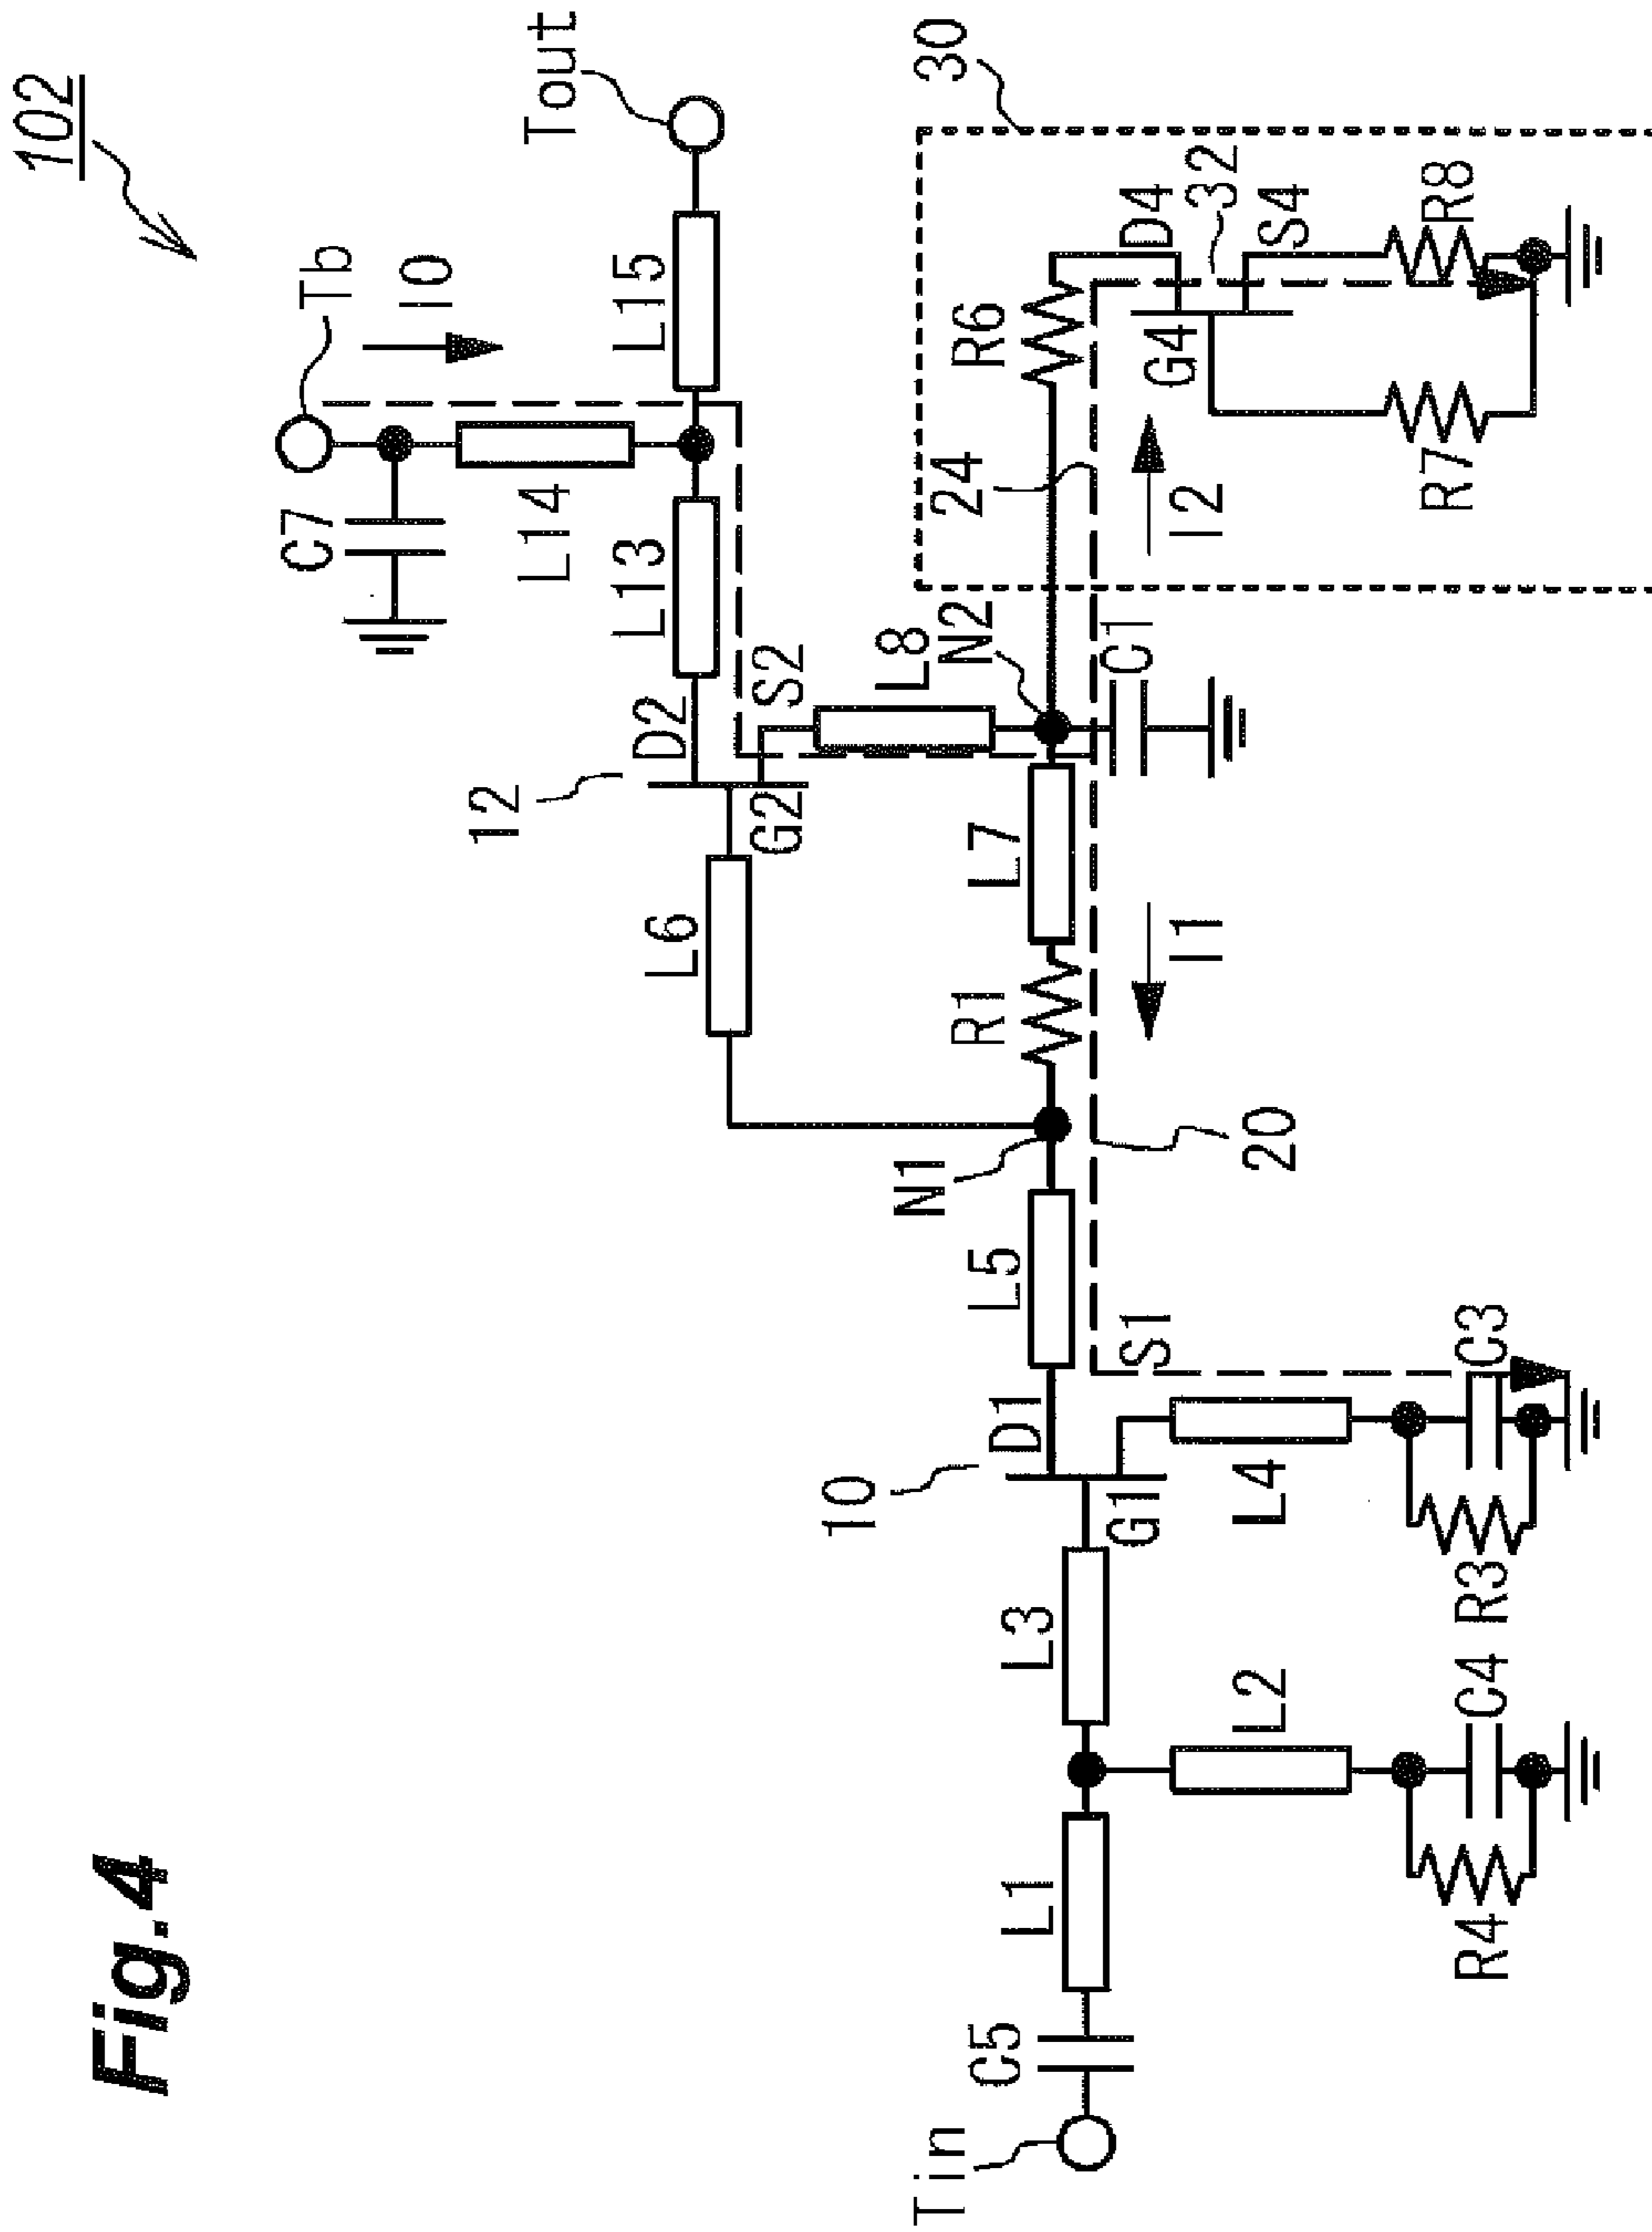 Fig.4
102
Tout
Tb
I0
C7
L14
L15
L13
D2
S2
12
G2
L6
L8
N2
30
R6
D4
32
S4
G4
R8
R7
24
I2
C1
L7
R1
I1
N1
20
L5
10
D1
S1
G1
L3
L4
C3
R3
L2
C4
R4
L1
C5
Tin